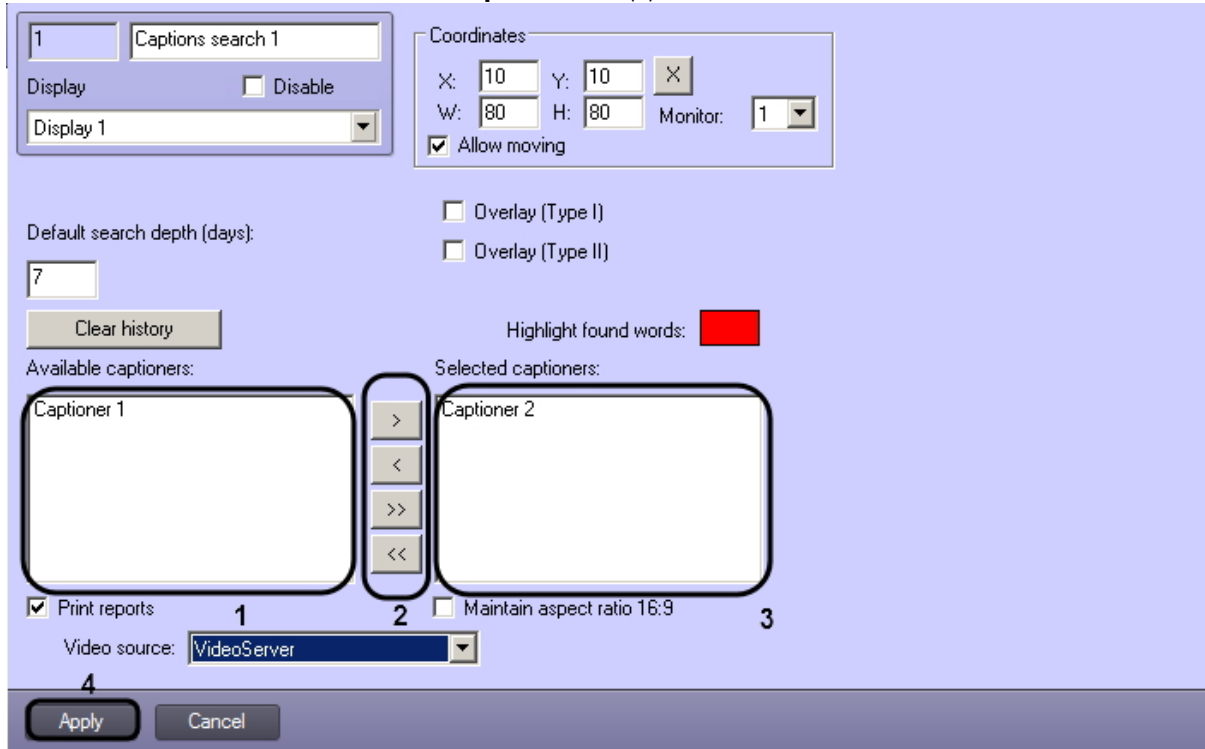 1 Captions search 1
Display Disable
Display 1
Coordinates
X: 10 Y: 10 X
W: 80 H: 80 Monitor: 1
Allow moving
Overlay (Type I)
Overlay (Type II)
Default search depth (days):
7
Clear history
Highlight found words:
Available captioners:
Selected captioners:
Captioner 1
Captioner 2
>
<
>>
<<
Print reports
Maintain aspect ratio 16:9
1 2 3
Video source: VideoServer
4
Apply Cancel